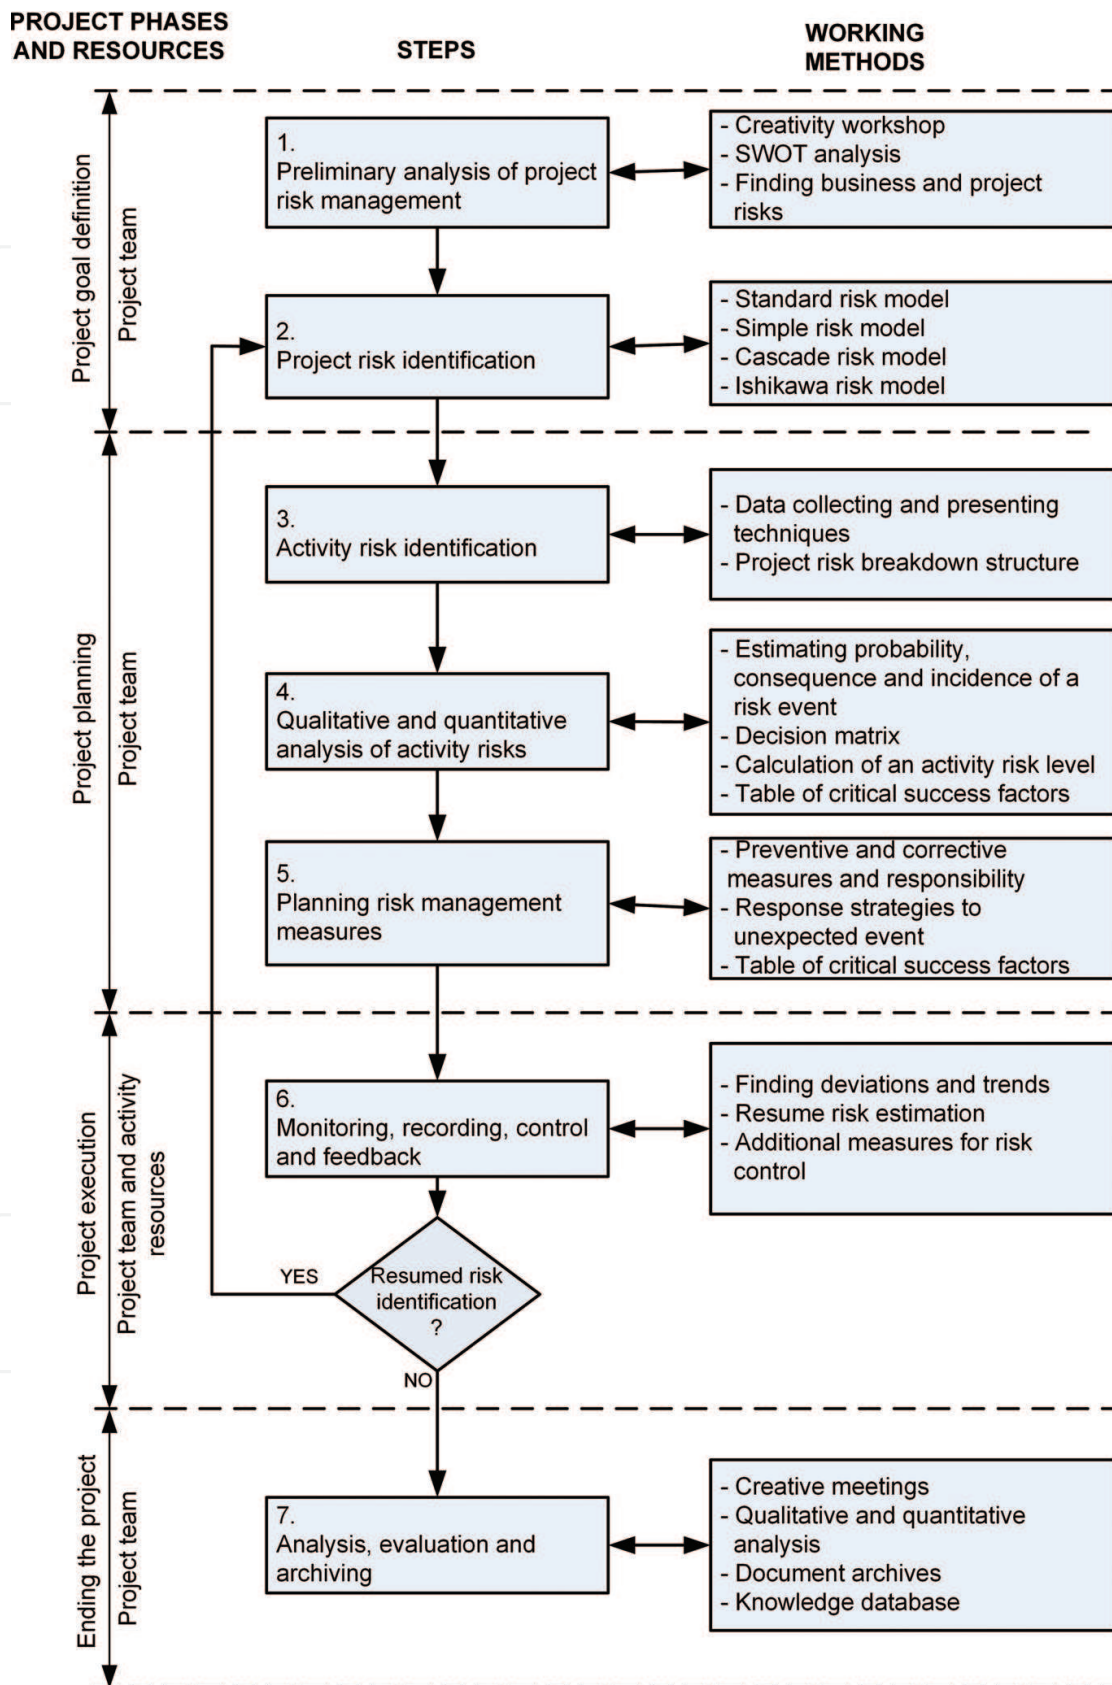 PROJECT PHASES
AND RESOURCES
STEPS
WORKING
METHODS
Project goal definition
Project team
1.
Preliminary analysis of project
risk management
- Creativity workshop
- SWOT analysis
- Finding business and project
risks
2.
Project risk identification
- Standard risk model
- Simple risk model
- Cascade risk model
- Ishikawa risk model
Project planning
Project team
3.
Activity risk identification
- Data collecting and presenting
techniques
- Project risk breakdown structure
4.
Qualitative and quantitative
analysis of activity risks
- Estimating probability,
consequence and incidence of a
risk event
- Decision matrix
- Calculation of an activity risk level
- Table of critical success factors
5.
Planning risk management
measures
- Preventive and corrective
measures and responsibility
- Response strategies to
unexpected event
- Table of critical success factors
Project execution
Project team and activity
resources
6.
Monitoring, recording, control
and feedback
- Finding deviations and trends
- Resume risk estimation
- Additional measures for risk
control
YES
Resumed risk
identification
?
NO
Ending the project
Project team
7.
Analysis, evaluation and
archiving
- Creative meetings
- Qualitative and quantitative
analysis
- Document archives
- Knowledge database